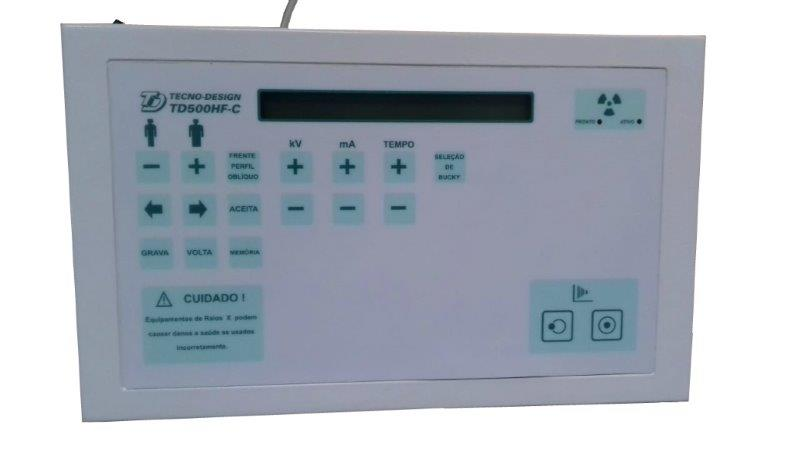 TD TECNO-DESIGN
TD500HF-C
PRONTO ATIVO
kV mA TEMPO
FRENTE
PERFIL
OBLÍQUO
SELEÇÃO
DE
BUCKY
ACEITA
GRAVA VOLTA MEMÓRIA
CUIDADO !
Equipamentos de Raios X podem
causar danos a saúde se usados
incorretamente.